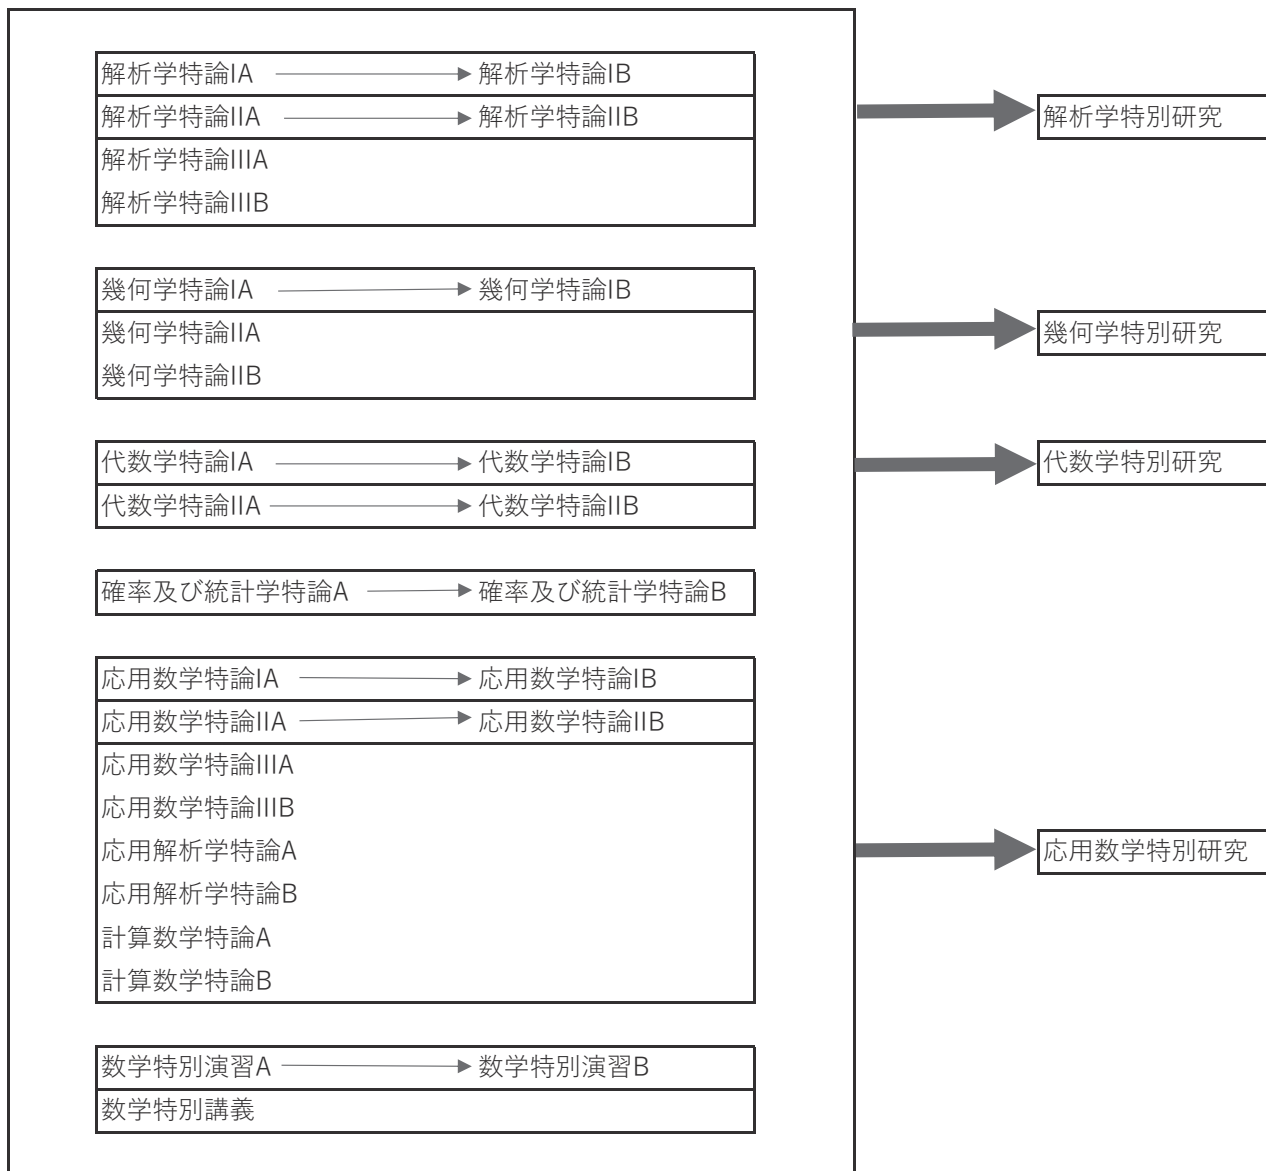 解析学特論IA 解析学特論IB
解析学特論IIA 解析学特論IIB
解析学特別研究
解析学特論IIIA
解析学特論IIIB
幾何学特論IA 幾何学特論IB
幾何学特論IIA
幾何学特別研究
幾何学特論IIB
代数学特論IA 代数学特論IB
代数学特別研究
代数学特論IIA 代数学特論IIB
確率及び統計学特論A 確率及び統計学特論B
応用数学特論IA 応用数学特論IB
応用数学特論IIA 応用数学特論IIB
応用数学特論IIIA
応用数学特論IIIB
応用解析学特論A
応用数学特別研究
応用解析学特論B
計算数学特論A
計算数学特論B
数学特別演習A 数学特別演習B
数学特別講義